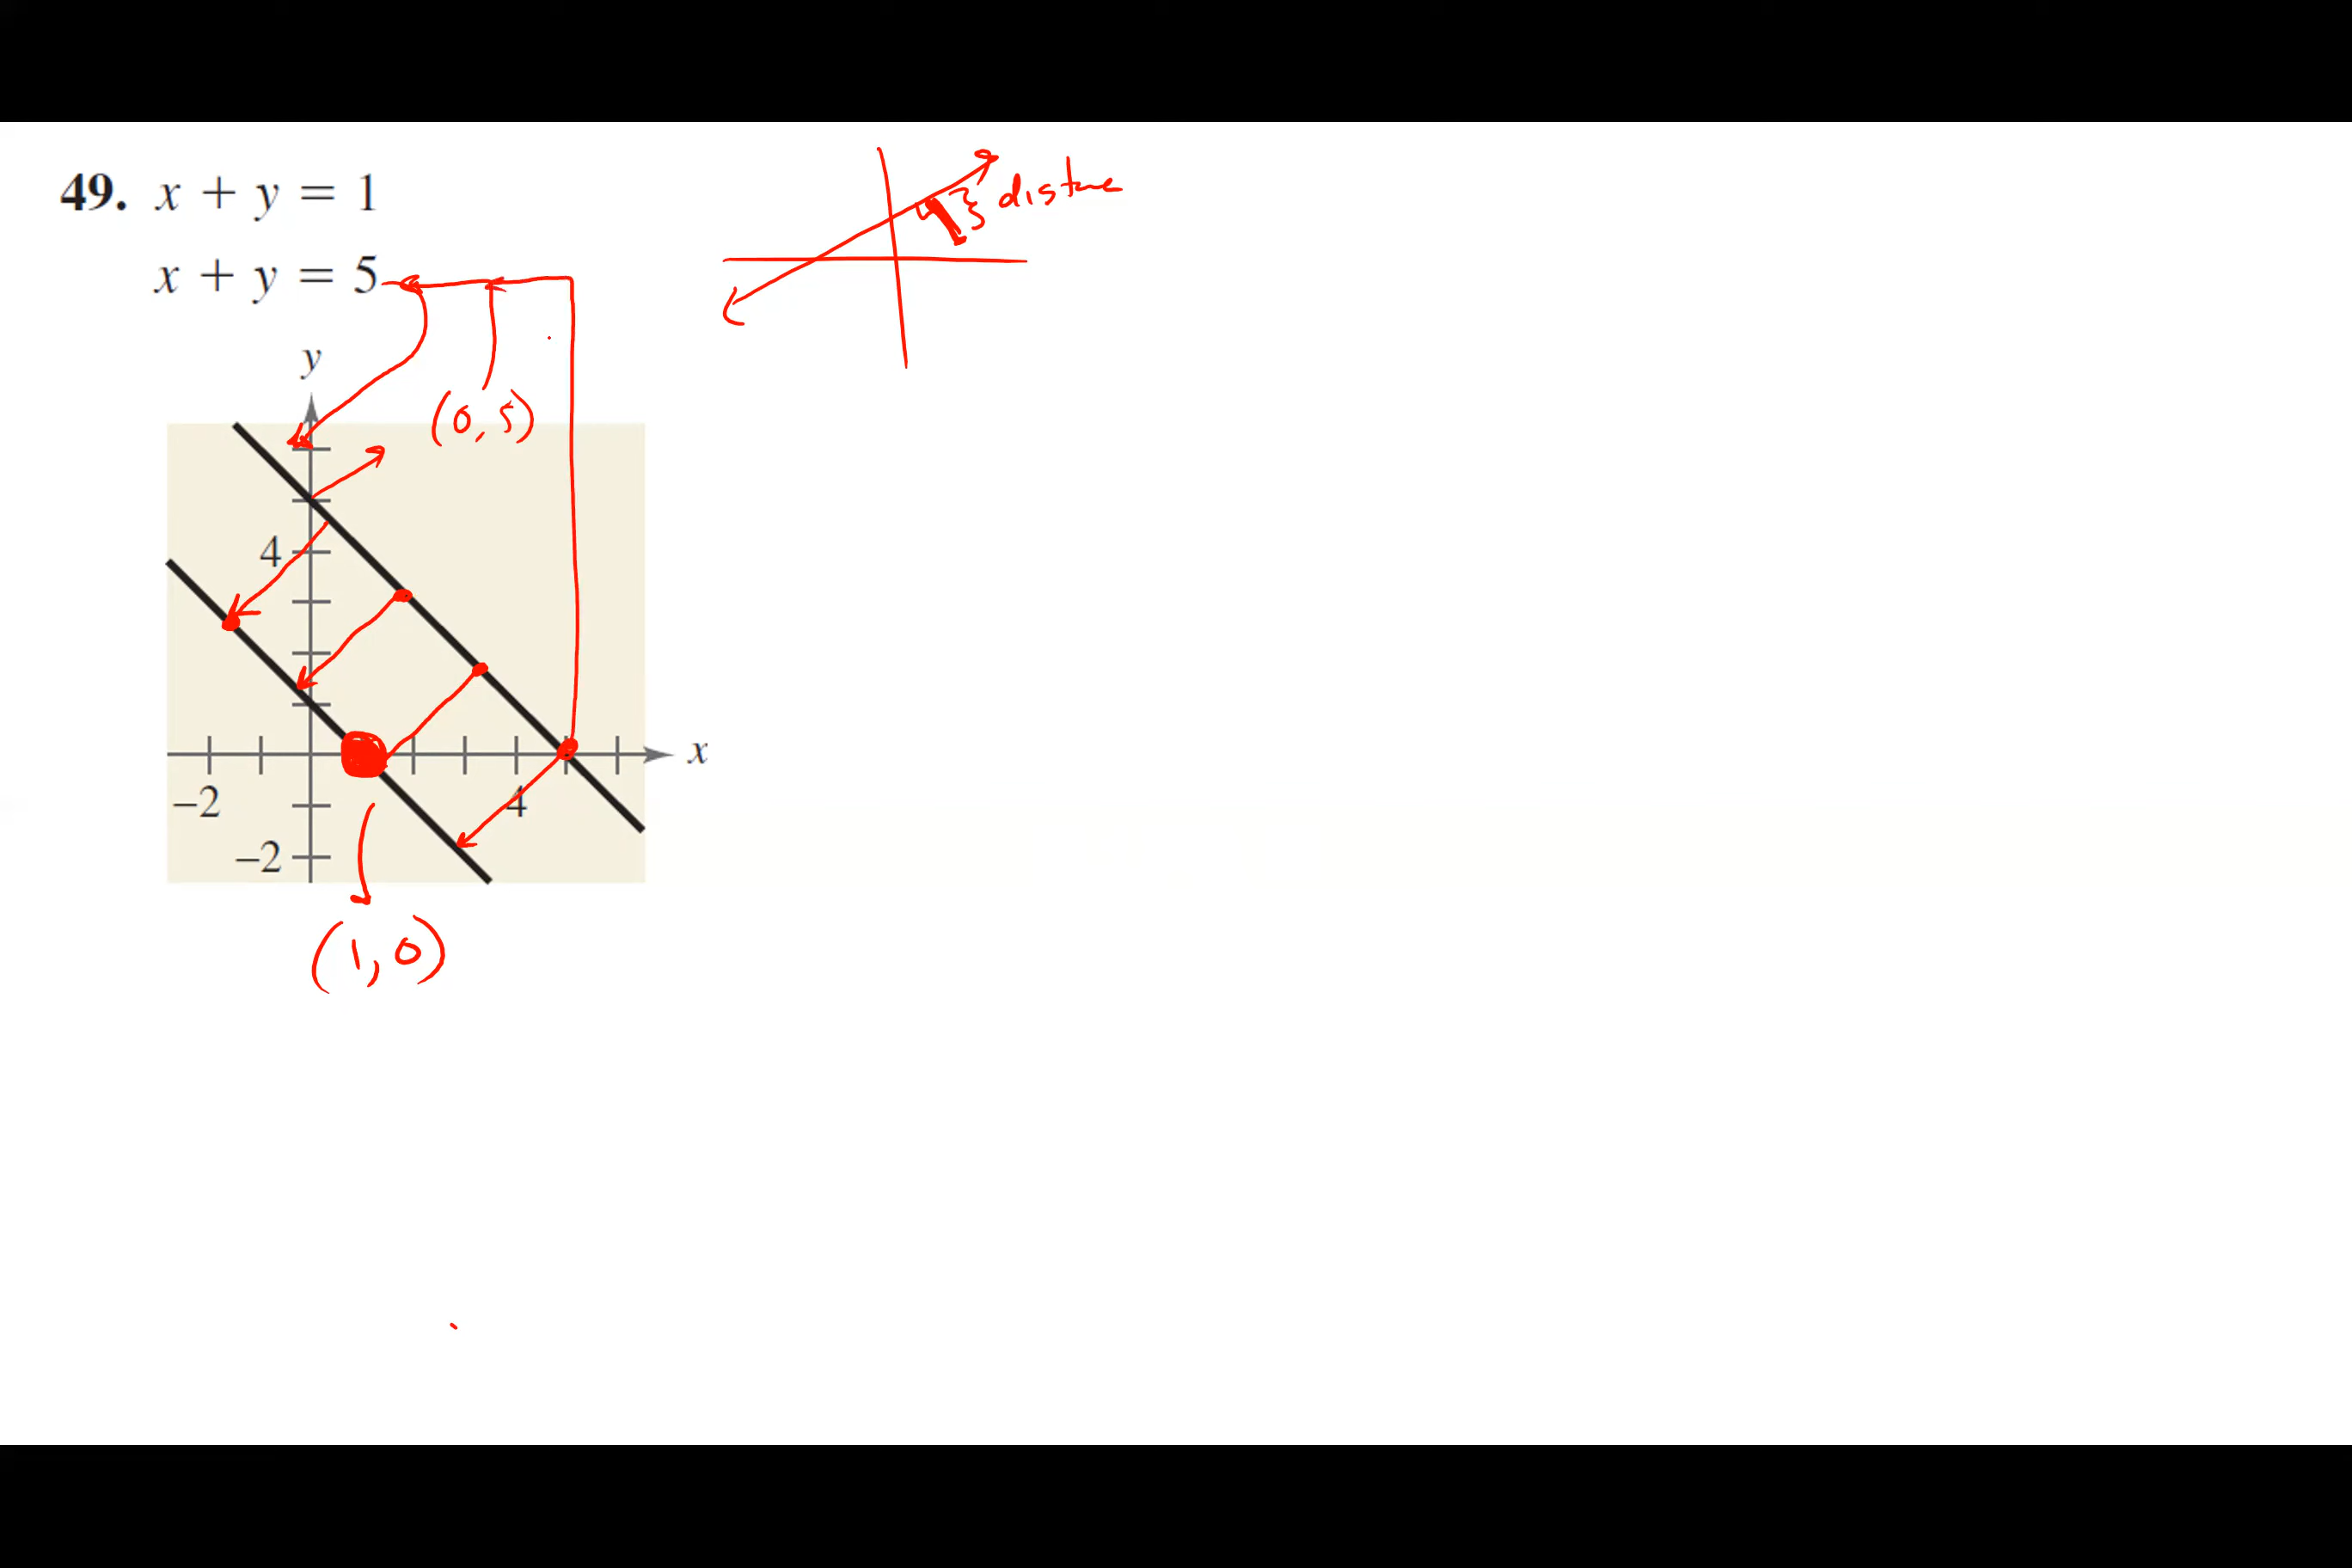 49. x + y = 1
x + y = 5
distance
y
(0, 5)
4
x
−2
4
−2
(1, 0)